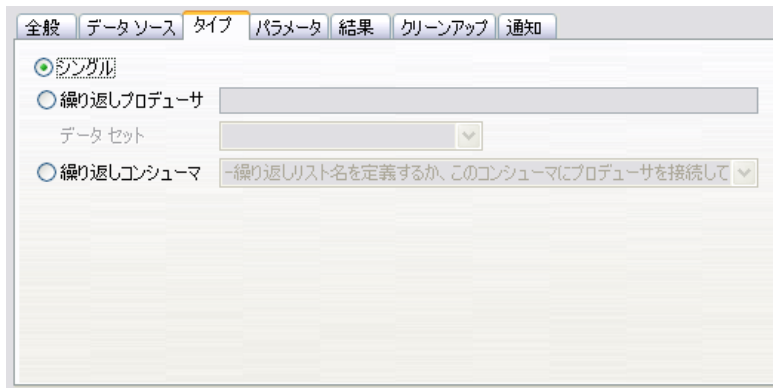 全般 データ ソース タイプ パラメータ 結果 クリーンアップ 通知
シングル
繰り返しプロデューサ
データ セット
繰り返しコンシューマ -繰り返しリスト名を定義するか、このコンシューマにプロデューサを接続して